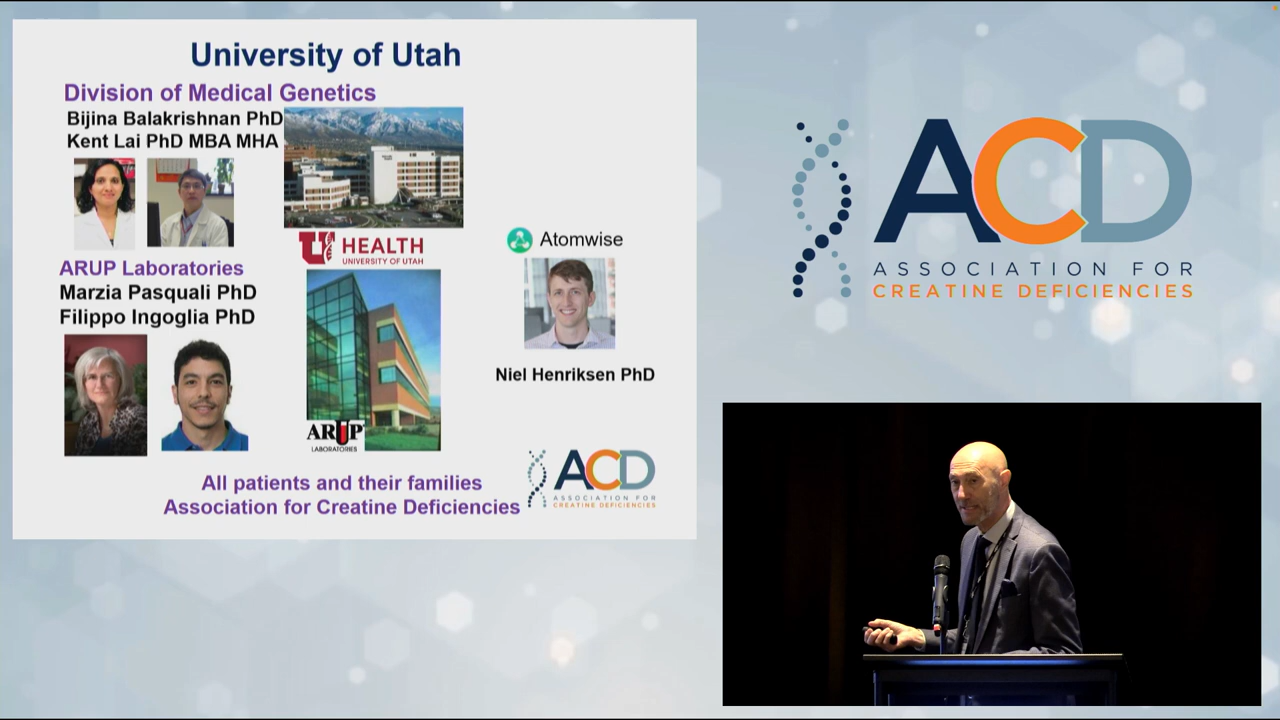 University of Utah
Division of Medical Genetics
Bijina Balakrishnan PhD
Kent Lai PhD MBA MHA
U HEALTH
UNIVERSITY OF UTAH
Atomwise
ARUP Laboratories
Marzia Pasquali PhD
Filippo Ingoglia PhD
Niel Henriksen PhD
ARUP
LABORATORIES
All patients and their families
Association for Creatine Deficiencies
ACD
ASSOCIATION FOR
CREATINE DEFICIENCIES
ACD
ASSOCIATION FOR
CREATINE DEFICIENCIES